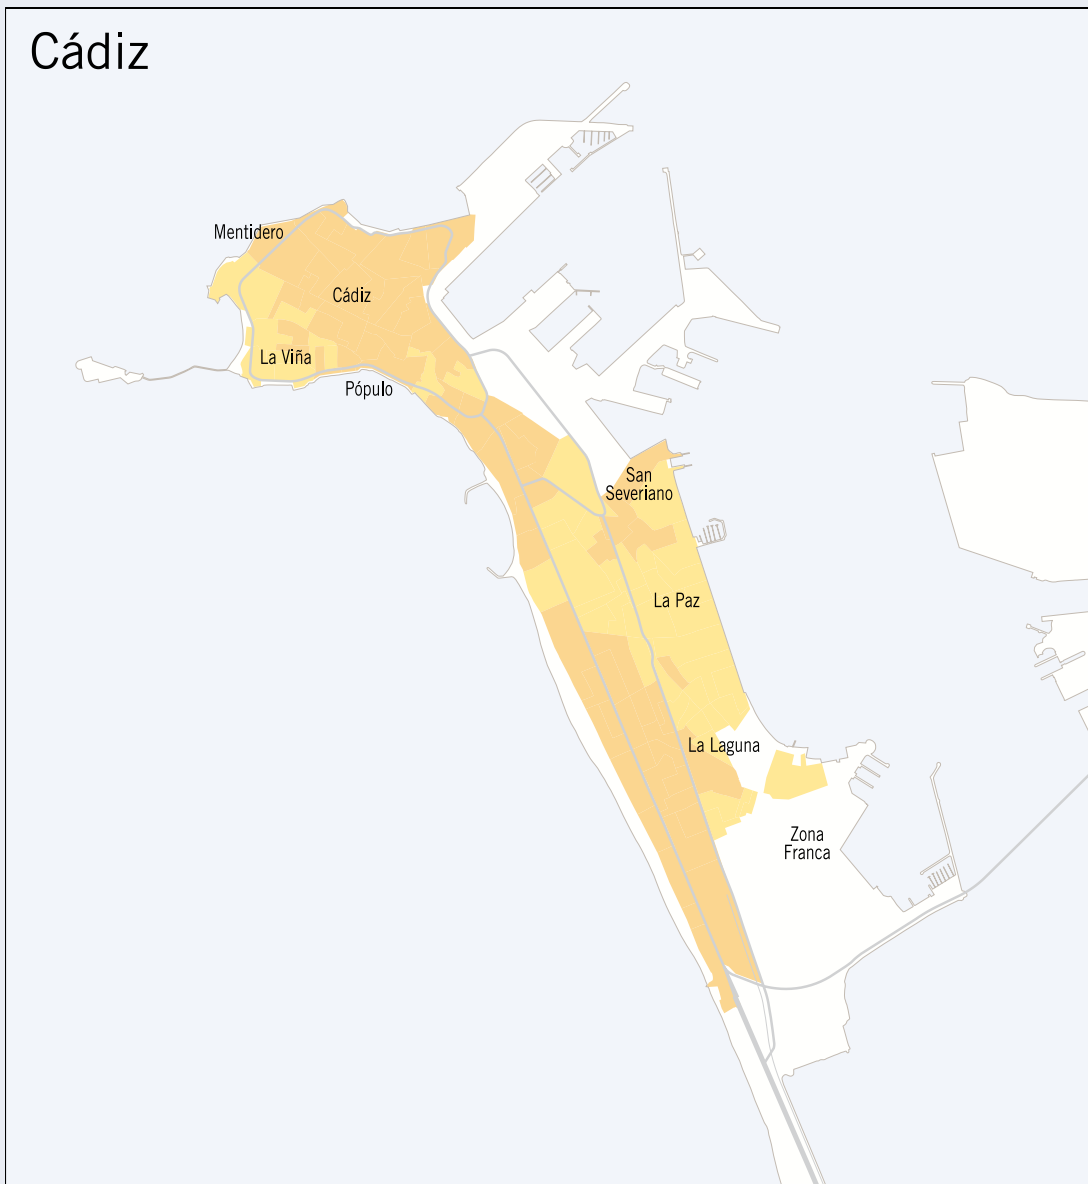 Cádiz
Mentidero
Cádiz
La Viña
Pópulo
San
Severiano
La Paz
La Laguna
Zona
Franca